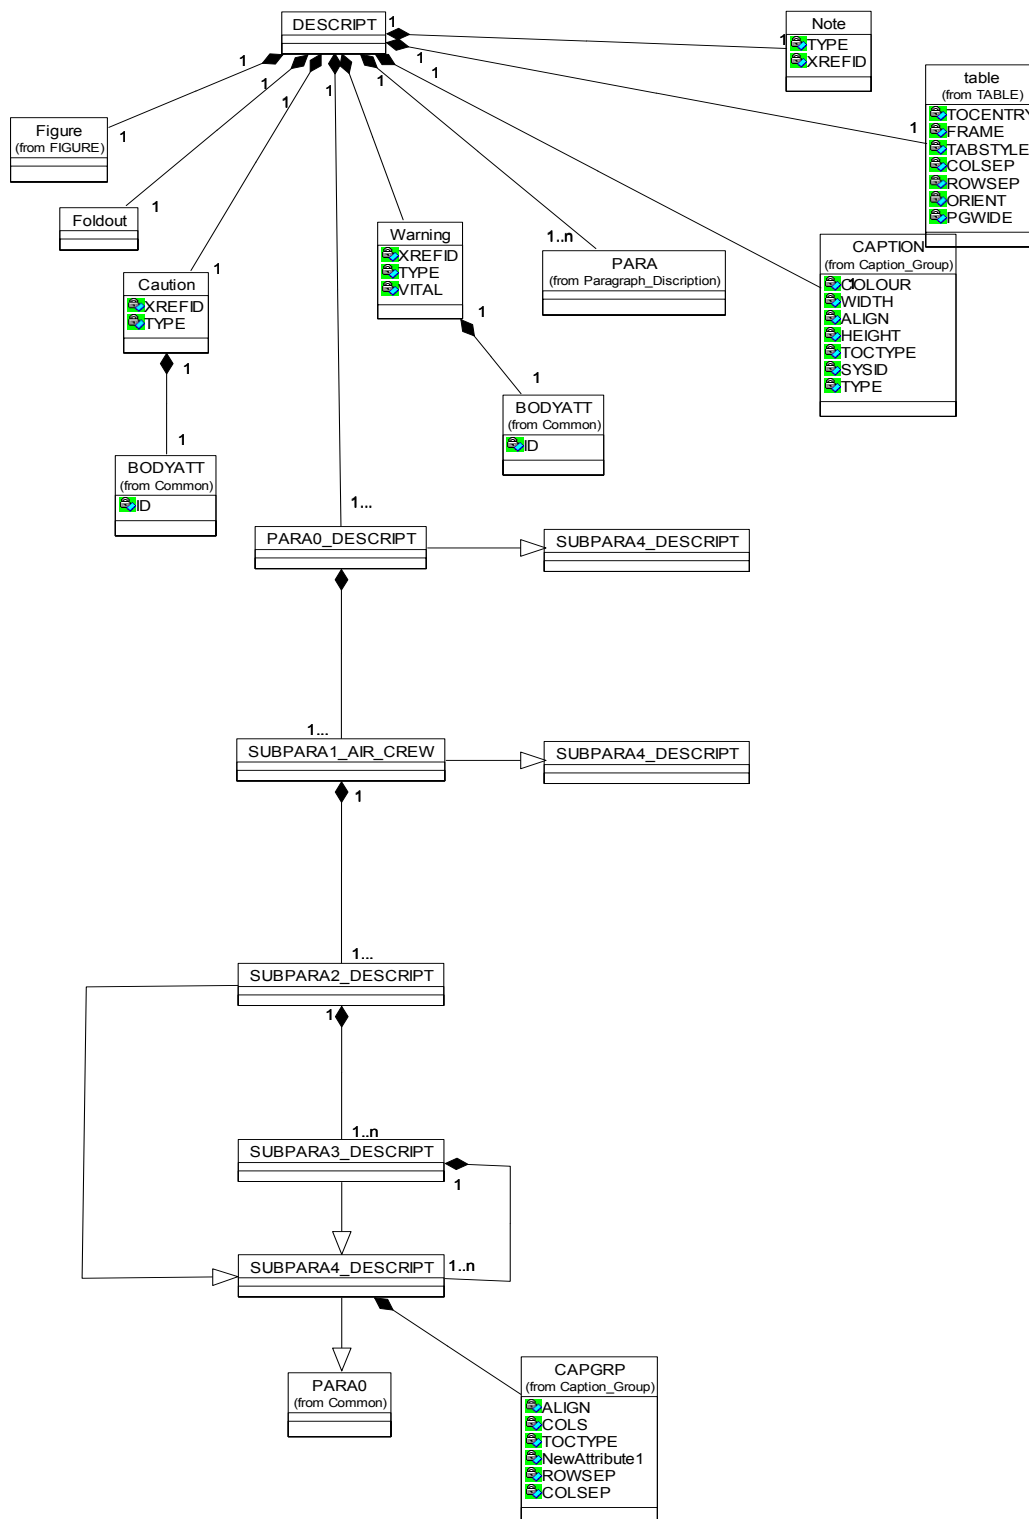 DESCRIPT
1
1
1
1
1
1
1
1
1
Note
1
TYPE
XREFID
table
(from TABLE)
TOCENTRY
FRAME
TABSTYLE
COLSEP
ROWSEP
ORIENT
PGWIDE
1
Figure
(from FIGURE)
1
Foldout
1
Caution
XREFID
TYPE
1
1
1
BODYATT
(from Common)
ID
Warning
XREFID
TYPE
VITAL
1
1
BODYATT
(from Common)
ID
1..n
PARA
(from Paragraph_Discription)
CAPTION
(from Caption_Group)
COLOUR
1
WIDTH
ALIGN
HEIGHT
TOCTYPE
SYSID
TYPE
1...
PARA0_DESCRIPT
SUBPARA4_DESCRIPT
1...
SUBPARA1_AIR_CREW
SUBPARA4_DESCRIPT
1
1...
SUBPARA2_DESCRIPT
1
1..n
SUBPARA3_DESCRIPT
1
SUBPARA4_DESCRIPT
1..n
PARA0
(from Common)
CAPGRP
(from Caption_Group)
ALIGN
COLS
TOCTYPE
NewAttribute1
ROWSEP
COLSEP